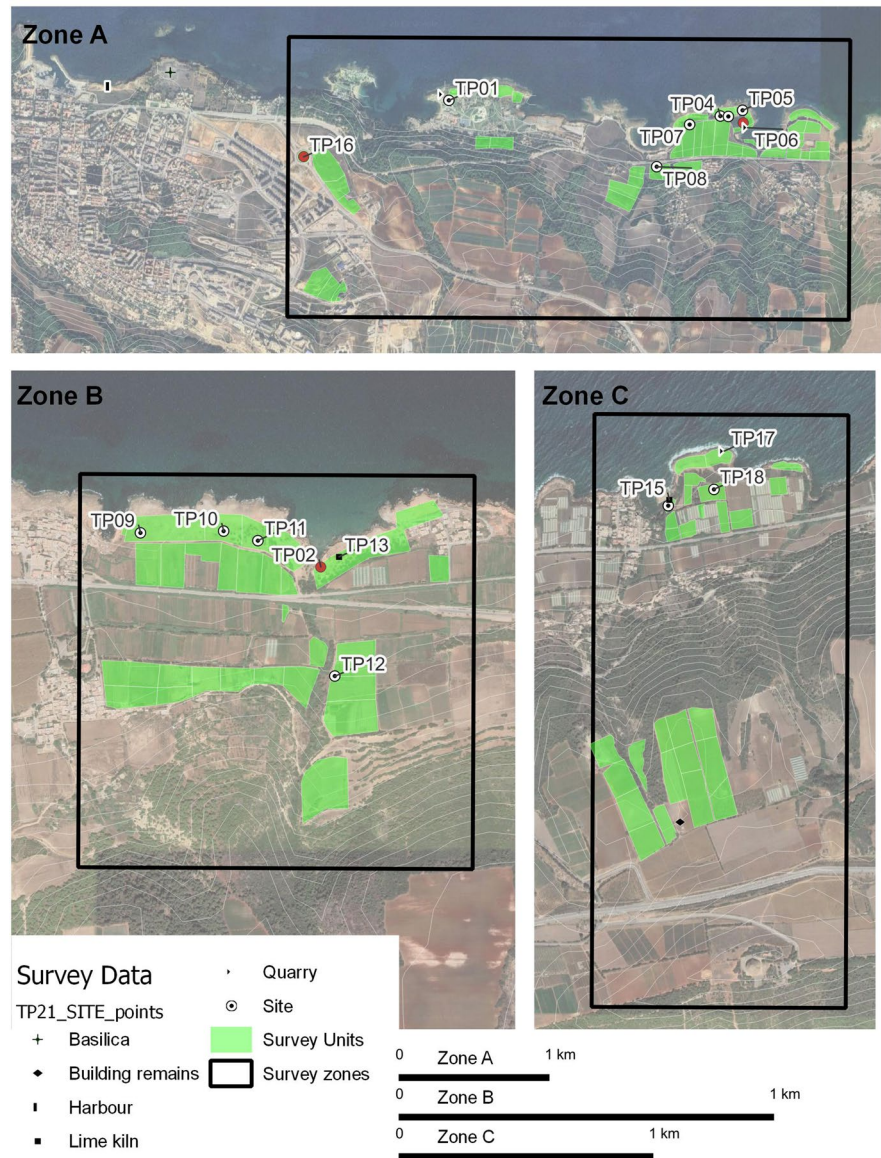 Zone A
TP01
TP04
TP05
TP07
TP06
TP16
TP08
Zone B
TP09
TP10
TP11
TP02
TP13
TP12
Zone C
TP17
TP15
TP18
Survey Data
TP21_SITE_points
Basilica
Building remains
Harbour
Lime kiln
Quarry
Site
Survey Units
Survey zones
0 Zone A 1 km
0 Zone B 1 km
0 Zone C 1 km